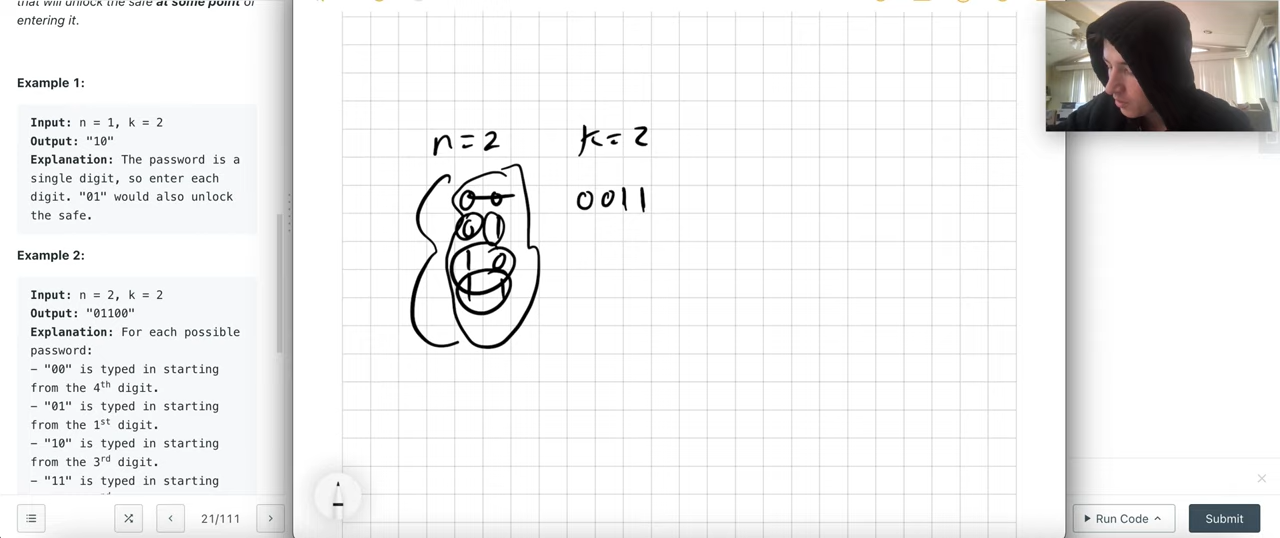 that will unlock the safe at some point of
entering it.
Example 1:
Input: n = 1, k = 2
Output: "10"
Explanation: The password is a
single digit, so enter each
digit. "01" would also unlock
the safe.
Example 2:
Input: n = 2, k = 2
Output: "01100"
Explanation: For each possible
password:
- "00" is typed in starting
from the 4th digit.
- "01" is typed in starting
from the 1st digit.
- "10" is typed in starting
from the 3rd digit.
- "11" is typed in starting
21/111
n=2 k=2
00 0011
01
10
11
Run Code
Submit